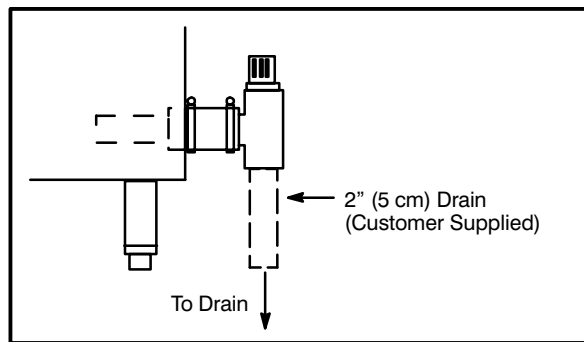 2” (5 cm) Drain
(Customer Supplied)
To Drain